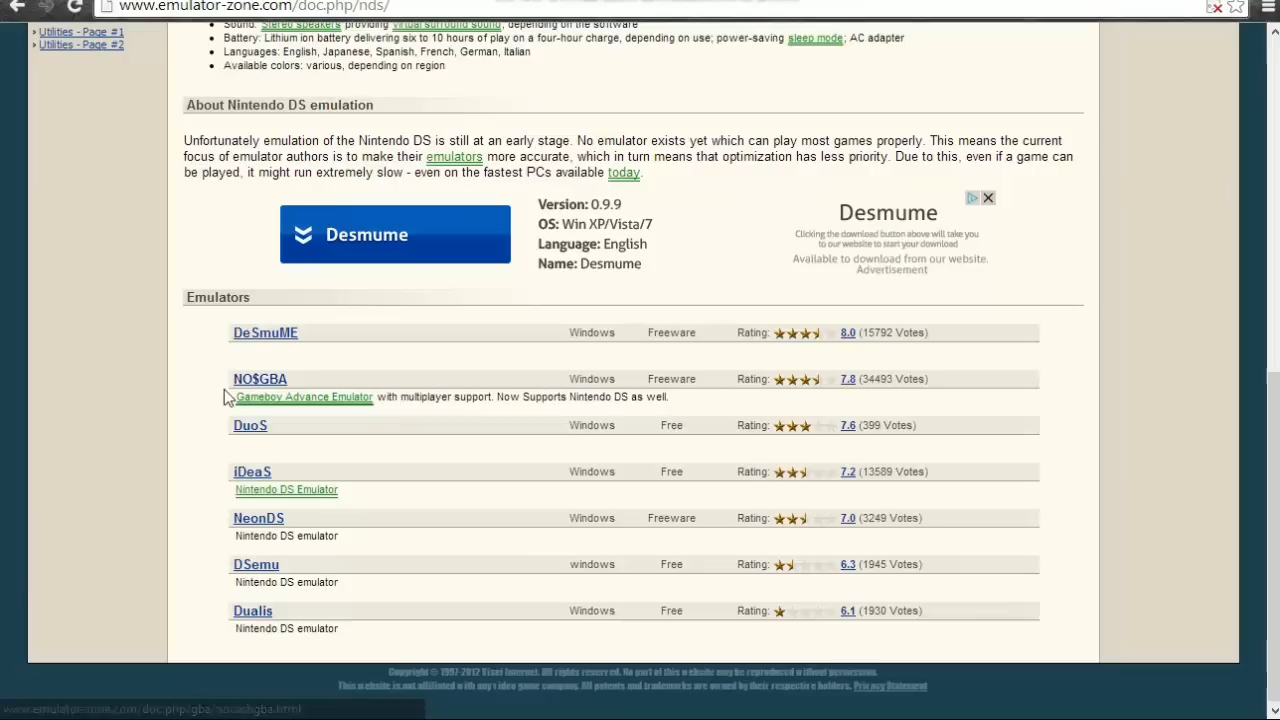 www.emulator-zone.com/doc.php/nds/
› Utilities - Page #1
› Utilities - Page #2
• Sound: Stereo speakers providing virtual surround sound, depending on the software
• Battery: Lithium ion battery delivering six to 10 hours of play on a four-hour charge, depending on use; power-saving sleep mode; AC adapter
• Languages: English, Japanese, Spanish, French, German, Italian
• Available colors: various, depending on region
About Nintendo DS emulation
Unfortunately emulation of the Nintendo DS is still at an early stage. No emulator exists yet which can play most games properly. This means the current
focus of emulator authors is to make their emulators more accurate, which in turn means that optimization has less priority. Due to this, even if a game can
be played, it might run extremely slow - even on the fastest PCs available today.
Desmume
Version: 0.9.9
OS: Win XP/Vista/7
Language: English
Name: Desmume
Desmume
Clicking the download button above will take you
to our website to start your download
Available to download from our website.
Advertisement
Emulators
DeSmuME Windows Freeware Rating: 8.0 (15792 Votes)
NO$GBA Windows Freeware Rating: 7.8 (34493 Votes)
Gameboy Advance Emulator with multiplayer support. Now Supports Nintendo DS as well.
DuoS Windows Free Rating: 7.6 (399 Votes)
iDeaS Windows Free Rating: 7.2 (13589 Votes)
Nintendo DS Emulator
NeonDS Windows Freeware Rating: 7.0 (3249 Votes)
Nintendo DS emulator
DSemu windows Free Rating: 6.3 (1945 Votes)
Nintendo DS emulator
Dualis Windows Free Rating: 6.1 (1930 Votes)
Nintendo DS emulator
Copyright © 1997-2012 Internet. All rights reserved. No part of this website may be reproduced without permission.
This website is not affiliated with any video game company. All patents and trademarks are owned by their respective holders. Privacy Statement